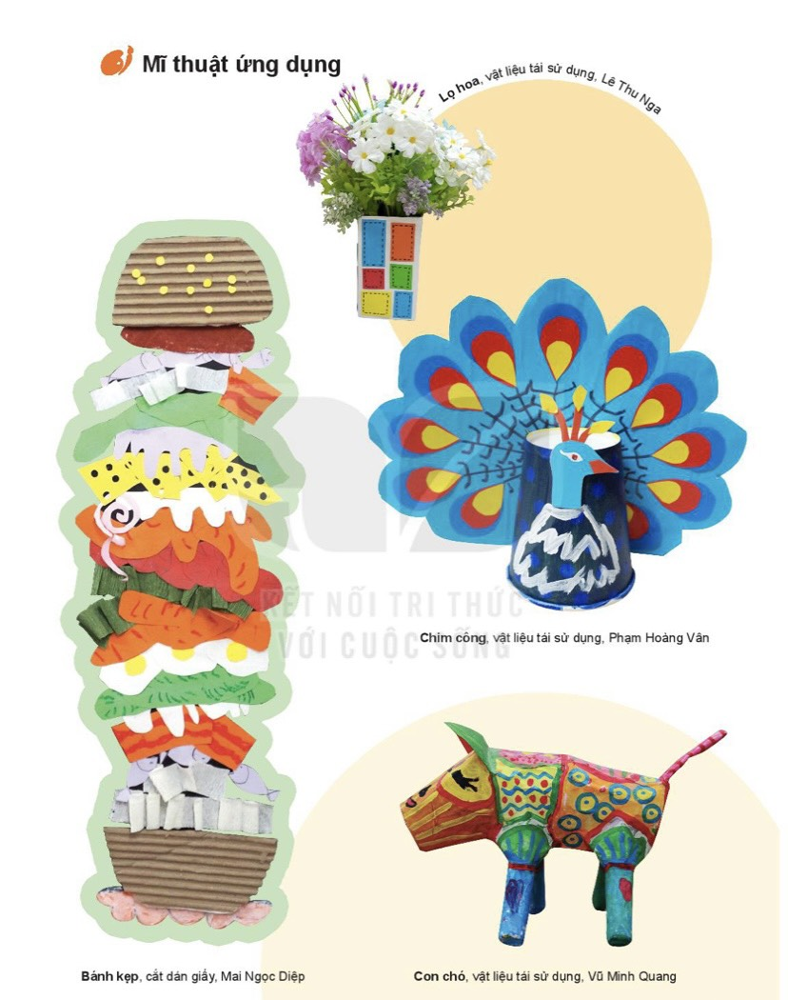 Mĩ thuật ứng dụng
Lọ hoa, vật liệu tái sử dụng, Lê Thu Nga
KẾT NỐI TRI THỨC
VỚI CUỘC SỐNG
Chim công, vật liệu tái sử dụng, Phạm Hoàng Vân
Bánh kẹp, cắt dán giấy, Mai Ngọc Diệp
Con chó, vật liệu tái sử dụng, Vũ Minh Quang